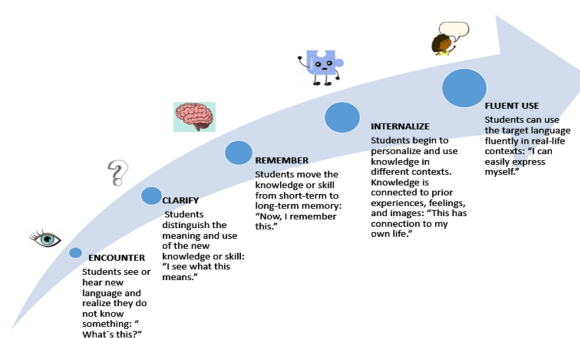 ENCOUNTER
Students see or
hear new
language and
realize they do
not know
something: “
What´s this?”
CLARIFY
Students
distinguish the
meaning and use
of the new
knowledge or skill:
“I see what this
means.”
REMEMBER
Students move the
knowledge or skill
from short-term to
long-term memory:
“Now, I remember
this.”
INTERNALIZE
Students begin to
personalize and use
knowledge in
different contexts.
Knowledge is
connected to prior
experiences, feelings,
and images: “This has
connection to my
own life.”
FLUENT USE
Students can use
the target language
fluently in real-life
contexts: “I can
easily express
myself.”